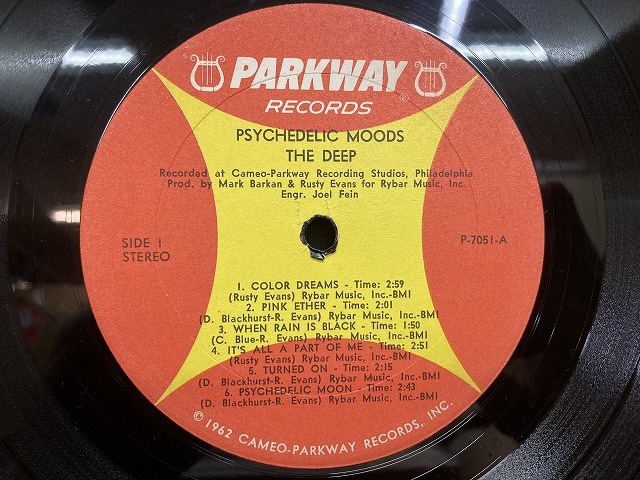 PARKWAY
RECORDS
PSYCHEDELIC MOODS
THE DEEP
Recorded at Cameo-Parkway Recording Studios, Philadelphia
Prod. by Mark Barkan & Rusty Evans for Rybar Music, Inc.
Engr. Joel Fein
SIDE 1
STEREO
P-7051-A
1. COLOR DREAMS - Time: 2:59
(Rusty Evans) Rybar Music, Inc.-BMI
2. PINK ETHER - Time: 2:01
(D. Blackhurst-R. Evans) Rybar Music, Inc.-BMI
3. WHEN RAIN IS BLACK - Time: 1:50
(C. Blue-R. Evans) Rybar Music, Inc.-BMI
4. IT'S ALL A PART OF ME - Time: 2:51
(Rusty Evans) Rybar Music, Inc.-BMI
5. TURNED ON - Time: 2:15
(D. Blackhurst-R. Evans) Rybar Music, Inc.-BMI
6. PSYCHEDELIC MOON - Time: 2:43
(D. Blackhurst-R. Evans) Rybar Music, Inc.-BMI
© 1962 CAMEO-PARKWAY RECORDS, INC.